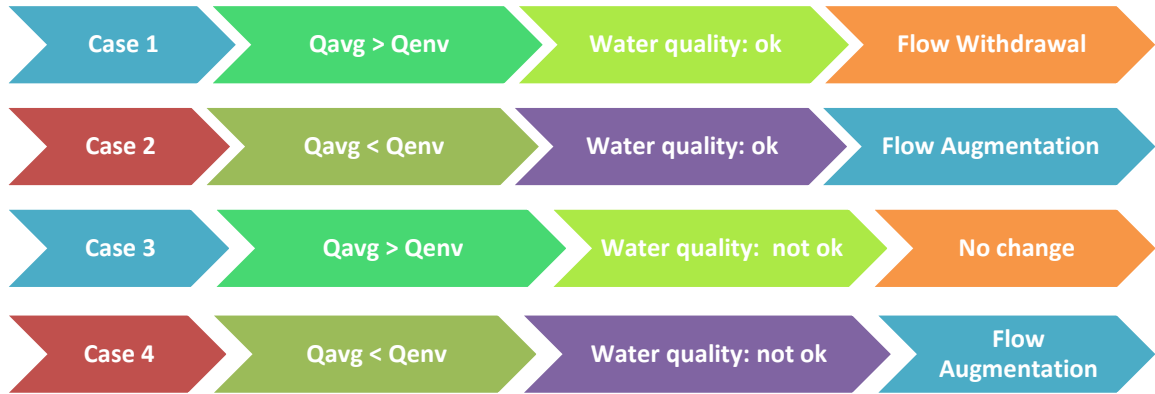 Case 1 Qavg > Qenv Water quality: ok Flow Withdrawal
Case 2 Qavg < Qenv Water quality: ok Flow Augmentation
Case 3 Qavg > Qenv Water quality:  not ok No change
Case 4 Qavg < Qenv Water quality: not ok Flow
Augmentation